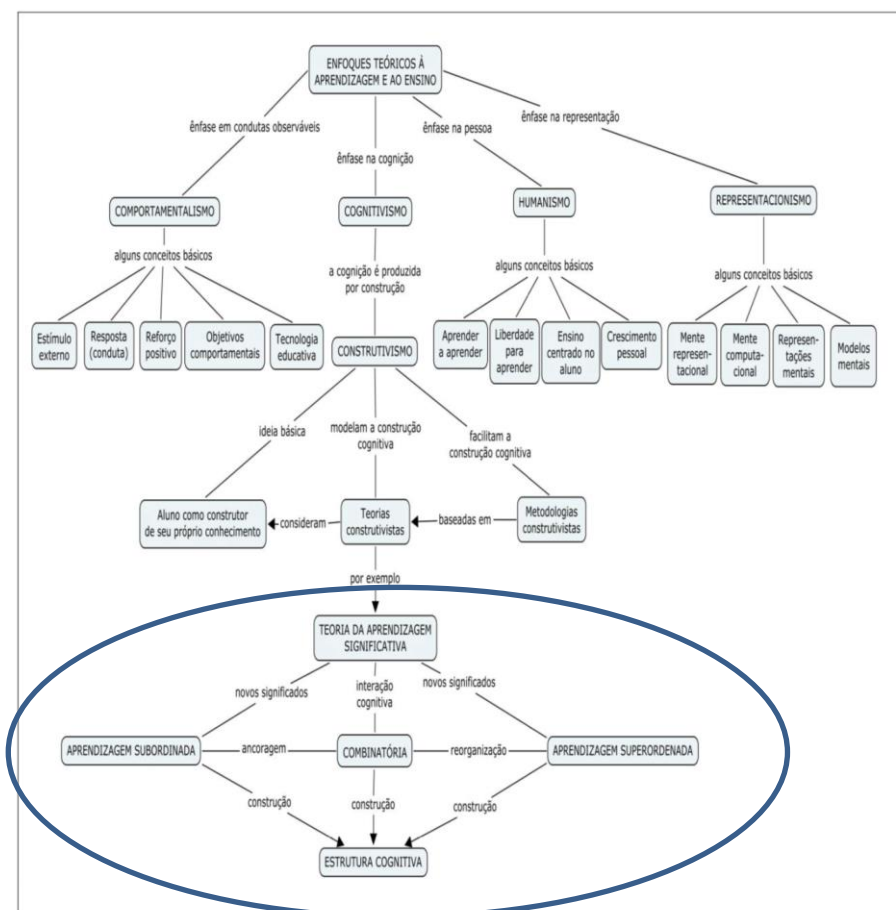 ENFOQUES TEÓRICOS À
APRENDIZAGEM E AO ENSINO
ênfase em condutas observáveis
ênfase na cognição
ênfase na pessoa
ênfase na representação
COMPORTAMENTALISMO
COGNITIVISMO
HUMANISMO
REPRESENTACIONISMO
alguns conceitos básicos
a cognição é produzida
por construção
alguns conceitos básicos
alguns conceitos básicos
Estímulo
externo
Resposta
(conduta)
Reforço
positivo
Objetivos
comportamentais
Tecnologia
educativa
CONSTRUTIVISMO
Aprender
a aprender
Liberdade
para
aprender
Ensino
centrado no
aluno
Crescimento
pessoal
Mente
represen-
tacional
Mente
computa-
cional
Represen-
tações
mentais
Modelos
mentais
ideia básica
modelam a construção
cognitiva
facilitam a
construção cognitiva
Aluno como construtor
de seu próprio conhecimento
consideram
Teorias
construtivistas
baseadas em
Metodologias
construtivistas
por exemplo
TEORIA DA APRENDIZAGEM
SIGNIFICATIVA
novos significados
interação
cognitiva
novos significados
APRENDIZAGEM SUBORDINADA
ancoragem
COMBINATÓRIA
reorganização
APRENDIZAGEM SUPERORDENADA
construção
construção
construção
ESTRUTURA COGNITIVA